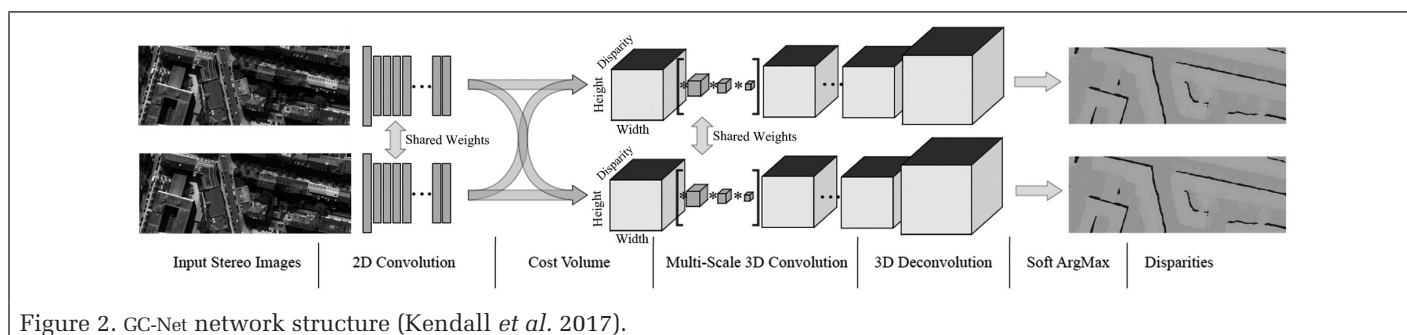 Disparity
Height
Width
* * *
Shared Weights
Shared Weights
Disparity
Height
Width
* * *
Input Stereo Images
2D Convolution
Cost Volume
Multi-Scale 3D Convolution
3D Deconvolution
Soft ArgMax
Disparities
Figure 2. GC-Net network structure (Kendall et al. 2017).